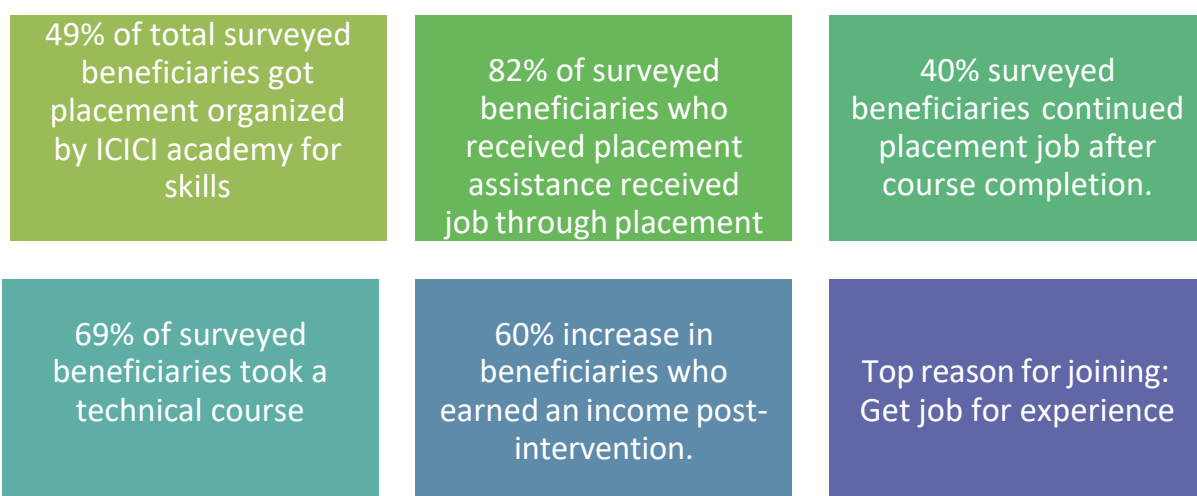 49% of total surveyed
beneficiaries got
placement organized
by ICICI academy for
skills
82% of surveyed
beneficiaries who
received placement
assistance received
job through placement
40% surveyed
beneficiaries continued
placement job after
course completion.
69% of surveyed
beneficiaries took a
technical course
60% increase in
beneficiaries who
earned an income post-
intervention.
Top reason for joining:
Get job for experience